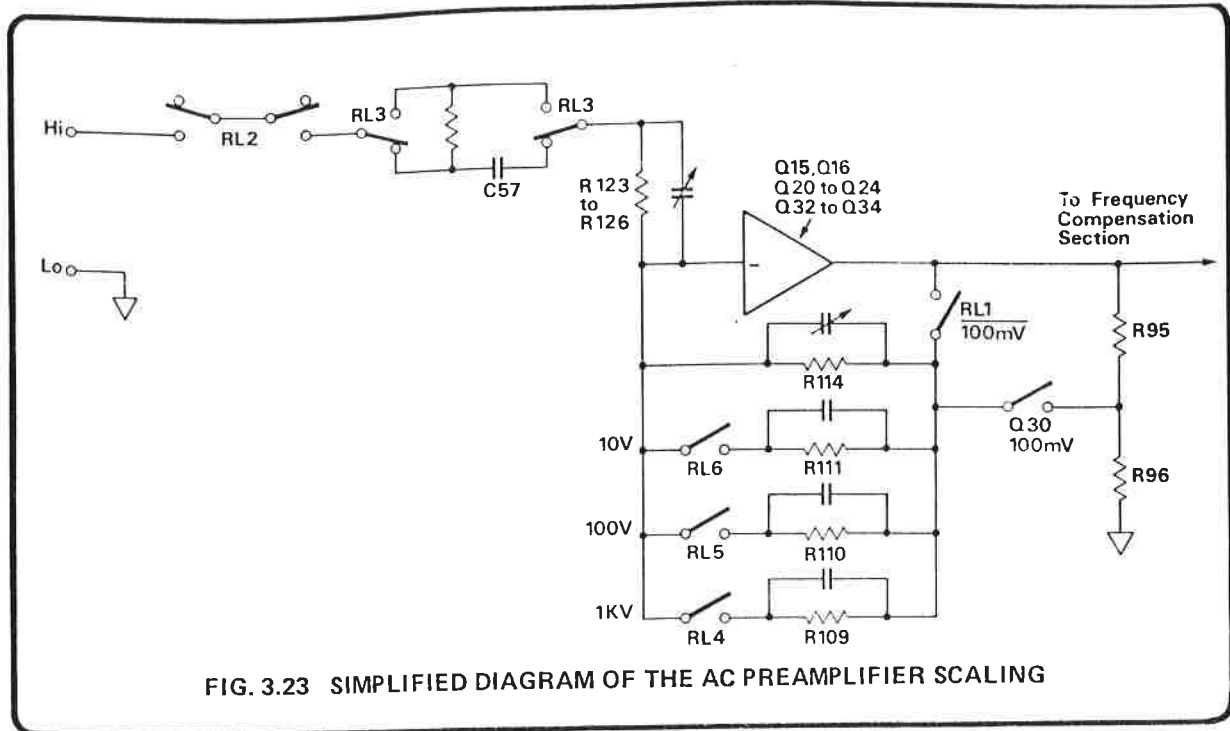 Hi
RL2
RL3
C57
RL3
R123
to
R126
Q15,Q16
Q20 to Q24
Q32 to Q34
To Frequency
Compensation
Section
Lo
-
RL1
100mV
R95
R114
Q30
100mV
10V
RL6
R111
R96
100V
RL5
R110
1KV
RL4
R109
FIG. 3.23 SIMPLIFIED DIAGRAM OF THE AC PREAMPLIFIER SCALING